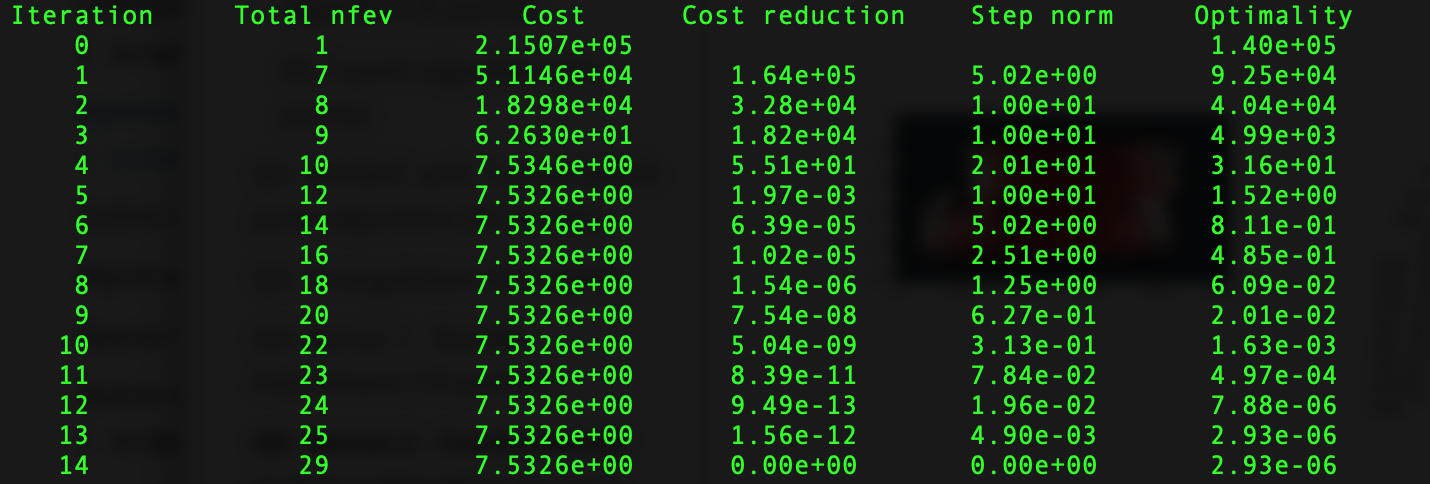 Iteration Total nfev Cost Cost reduction Step norm Optimality
0 1 2.1507e+05 1.40e+05
1 7 5.1146e+04 1.64e+05 5.02e+00 9.25e+04
2 8 1.8298e+04 3.28e+04 1.00e+01 4.04e+04
3 9 6.2630e+01 1.82e+04 1.00e+01 4.99e+03
4 10 7.5346e+00 5.51e+01 2.01e+01 3.16e+01
5 12 7.5326e+00 1.97e-03 1.00e+01 1.52e+00
6 14 7.5326e+00 6.39e-05 5.02e+00 8.11e-01
7 16 7.5326e+00 1.02e-05 2.51e+00 4.85e-01
8 18 7.5326e+00 1.54e-06 1.25e+00 6.09e-02
9 20 7.5326e+00 7.54e-08 6.27e-01 2.01e-02
10 22 7.5326e+00 5.04e-09 3.13e-01 1.63e-03
11 23 7.5326e+00 8.39e-11 7.84e-02 4.97e-04
12 24 7.5326e+00 9.49e-13 1.96e-02 7.88e-06
13 25 7.5326e+00 1.56e-12 4.90e-03 2.93e-06
14 29 7.5326e+00 0.00e+00 0.00e+00 2.93e-06